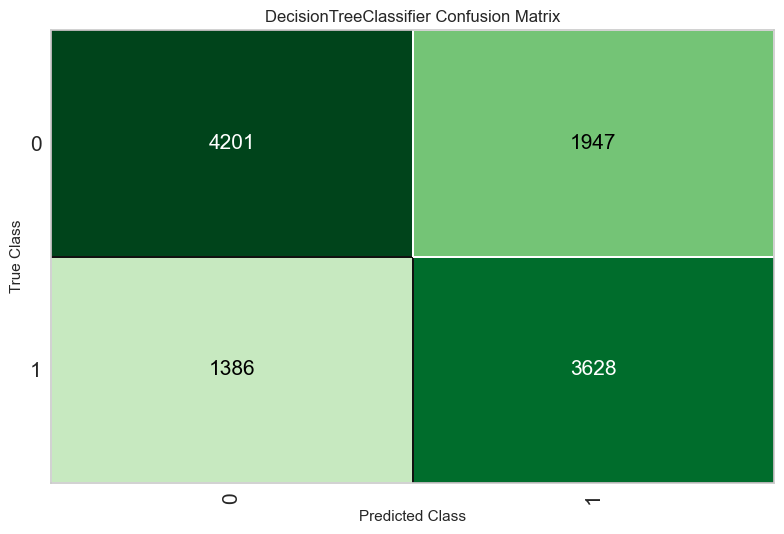 DecisionTreeClassifier Confusion Matrix
0
4201
1947
True Class
1
1386
3628
0
1
Predicted Class